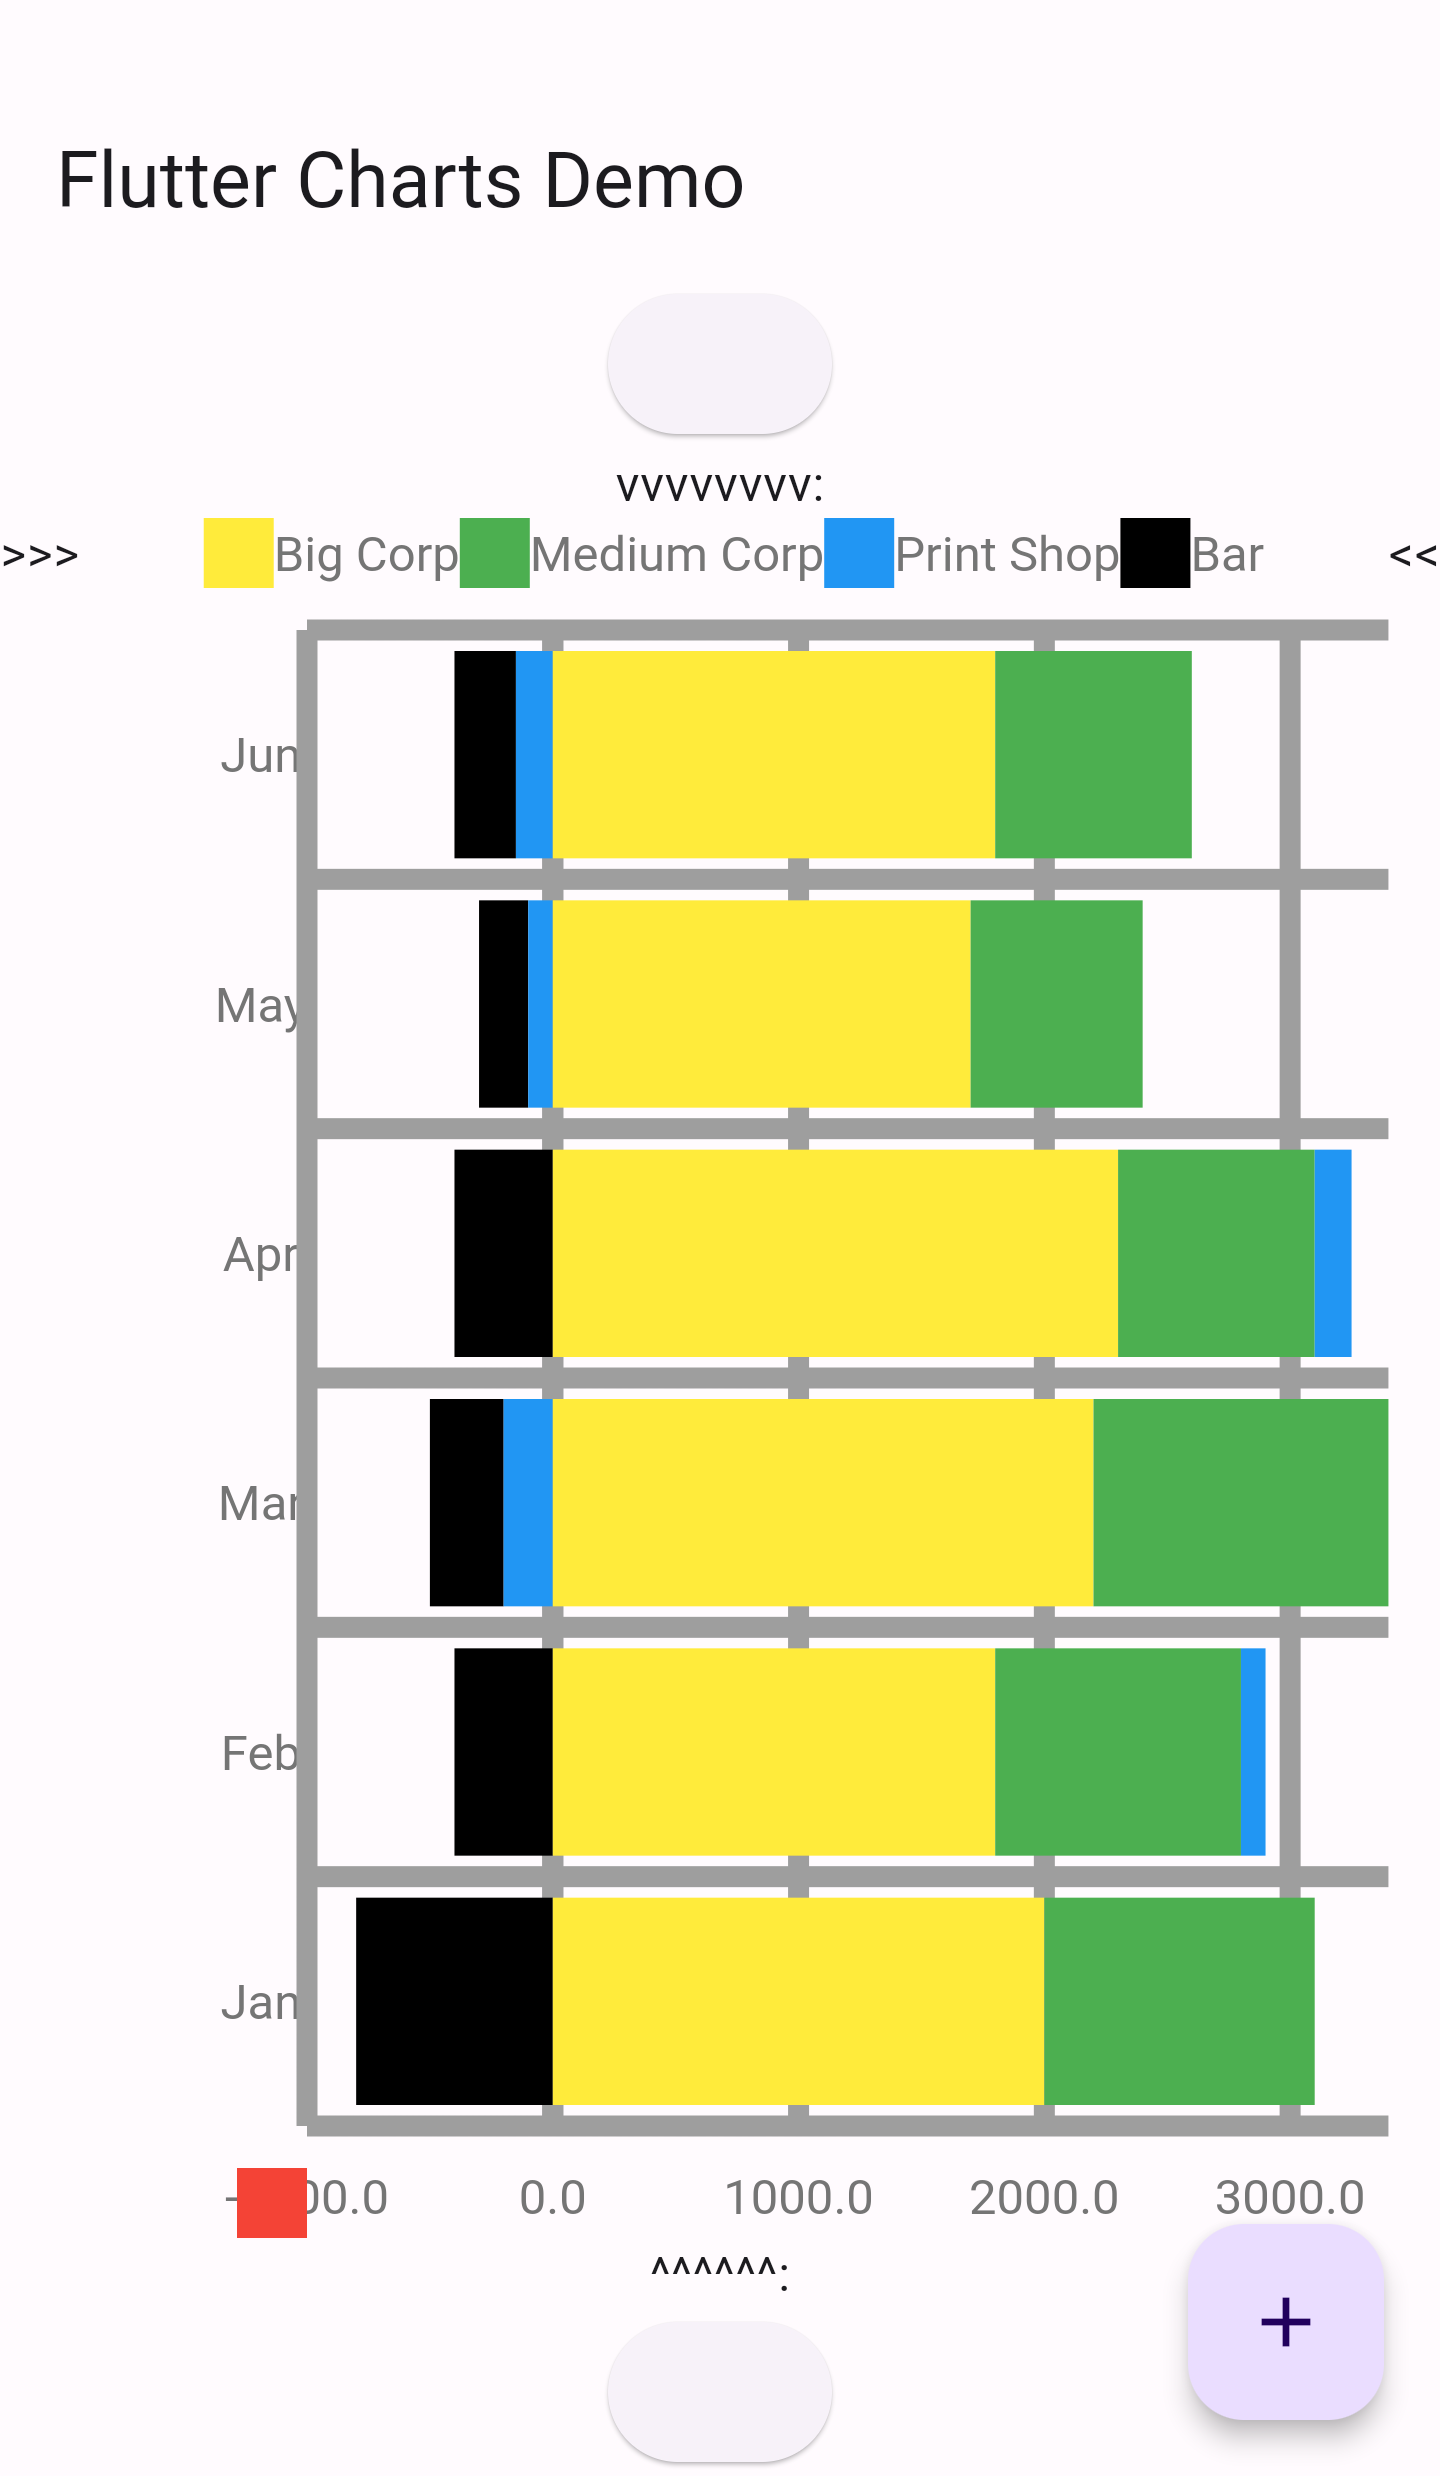 Flutter Charts Demo
vvvvvvvv:
>>> Big Corp Medium Corp Print Shop Bar <<
Jun
May
Apr
Mar
Feb
Jan
0.0 1000.0 2000.0 3000.0
^^^^^^:
+